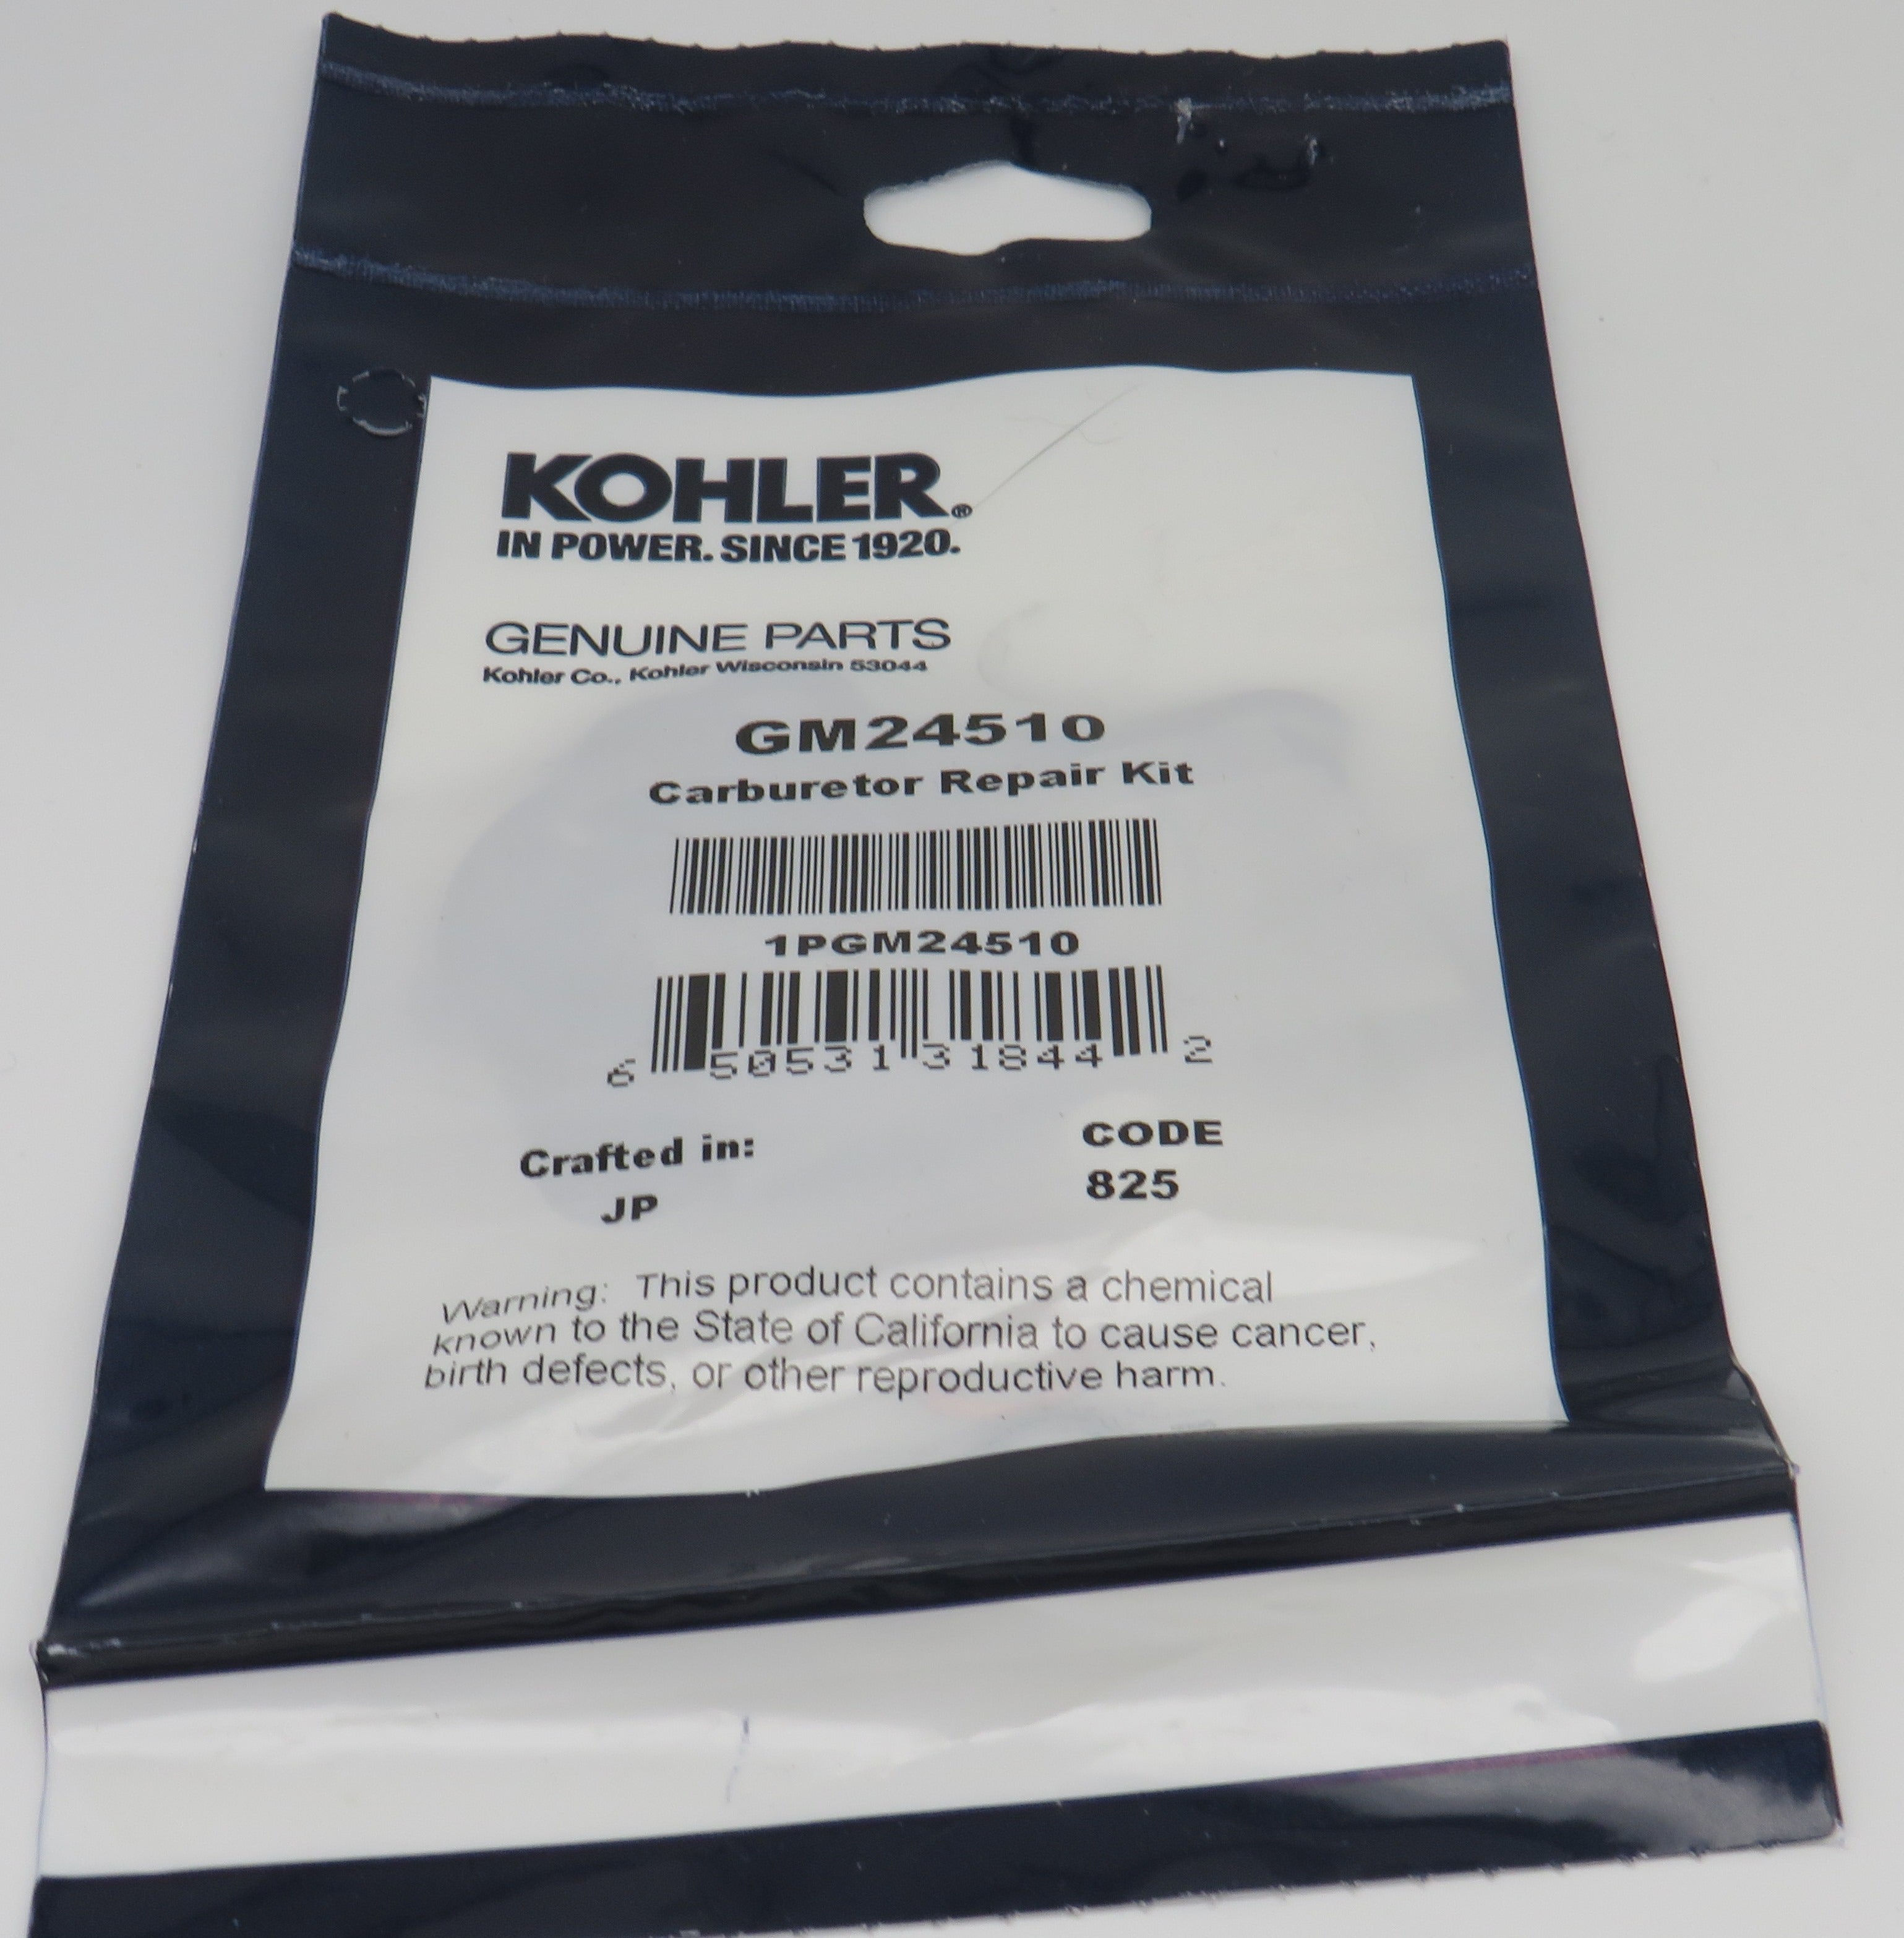 KOHLER®
IN POWER. SINCE 1920.
GENUINE PARTS
Kohler Co., Kohler Wisconsin 53044
GM24510
Carburetor Repair Kit
1PGM24510
6 50531 31844 2
Crafted in:
JP
CODE
825
Warning: This product contains a chemical
known to the State of California to cause cancer,
birth defects, or other reproductive harm.